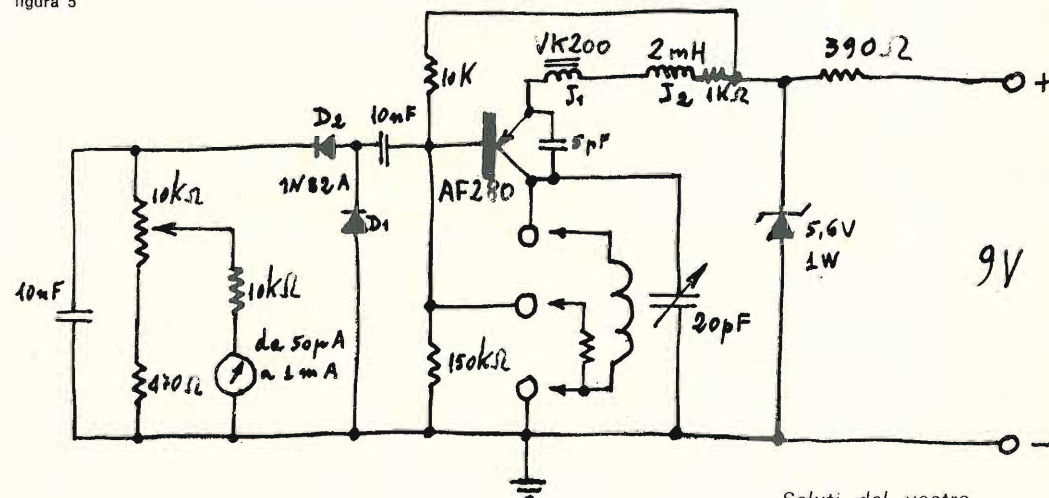 figura 5
VK200
2mH
390Ω
10K
J1
J2
1KΩ
+
D2
10nF
5pF
1N82A
AF280
10kΩ
D1
5,6V
1W
9V
10nF
10kΩ
20pF
da 50µA
a 1mA
150kΩ
470Ω
-
Saluti dal vostro